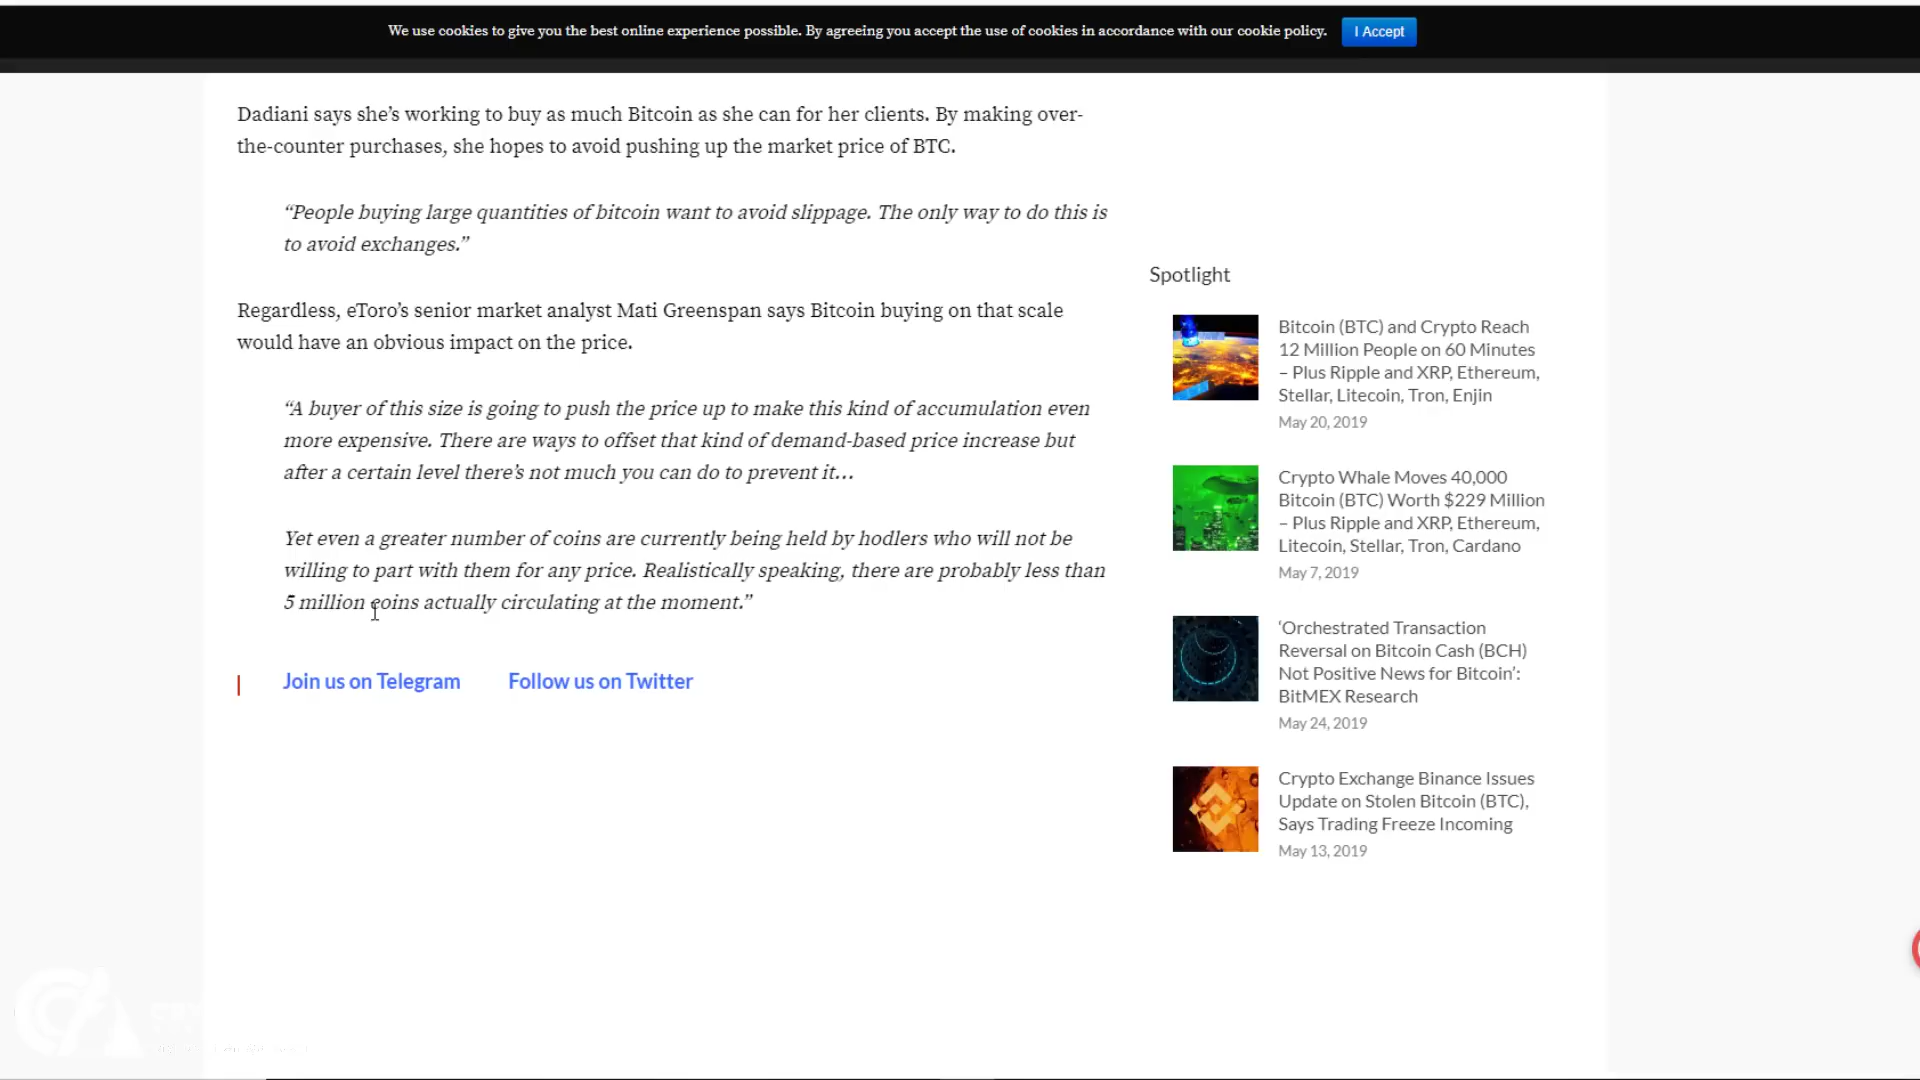 We use cookies to give you the best online experience possible. By agreeing you accept the use of cookies in accordance with our cookie policy.
I Accept
Dadiani says she’s working to buy as much Bitcoin as she can for her clients. By making over-
the-counter purchases, she hopes to avoid pushing up the market price of BTC.
“People buying large quantities of bitcoin want to avoid slippage. The only way to do this is
to avoid exchanges.”
Regardless, eToro’s senior market analyst Mati Greenspan says Bitcoin buying on that scale
would have an obvious impact on the price.
“A buyer of this size is going to push the price up to make this kind of accumulation even
more expensive. There are ways to offset that kind of demand-based price increase but
after a certain level there’s not much you can do to prevent it…
Yet even a greater number of coins are currently being held by hodlers who will not be
willing to part with them for any price. Realistically speaking, there are probably less than
5 million coins actually circulating at the moment.”
Join us on Telegram
Follow us on Twitter
Spotlight
Bitcoin (BTC) and Crypto Reach
12 Million People on 60 Minutes
– Plus Ripple and XRP, Ethereum,
Stellar, Litecoin, Tron, Enjin
May 20, 2019
Crypto Whale Moves 40,000
Bitcoin (BTC) Worth $229 Million
– Plus Ripple and XRP, Ethereum,
Litecoin, Stellar, Tron, Cardano
May 7, 2019
‘Orchestrated Transaction
Reversal on Bitcoin Cash (BCH)
Not Positive News for Bitcoin’:
BitMEX Research
May 24, 2019
Crypto Exchange Binance Issues
Update on Stolen Bitcoin (BTC),
Says Trading Freeze Incoming
May 13, 2019